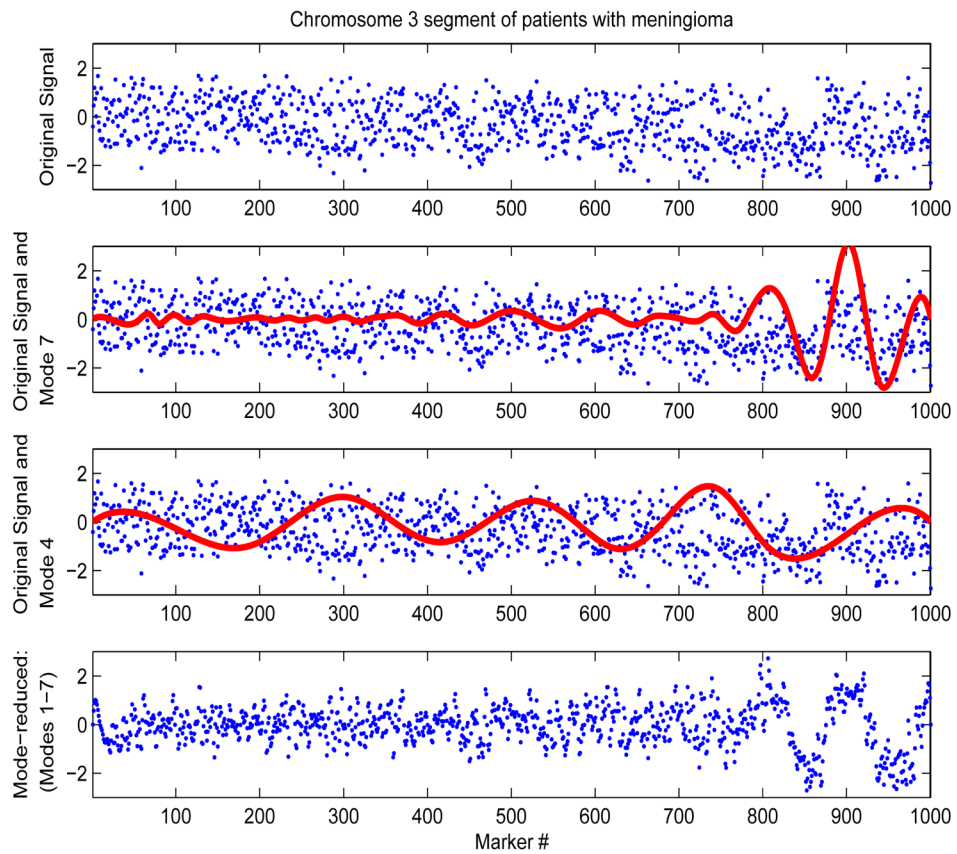 Chromosome 3 segment of patients with meningioma
Original Signal
2
0
−2
100 200 300 400 500 600 700 800 900 1000
Original Signal and
Mode 7
2
0
−2
100 200 300 400 500 600 700 800 900 1000
Original Signal and
Mode 4
2
0
−2
100 200 300 400 500 600 700 800 900 1000
Mode−reduced:
(Modes 1−7)
2
0
−2
100 200 300 400 500 600 700 800 900 1000
Marker #